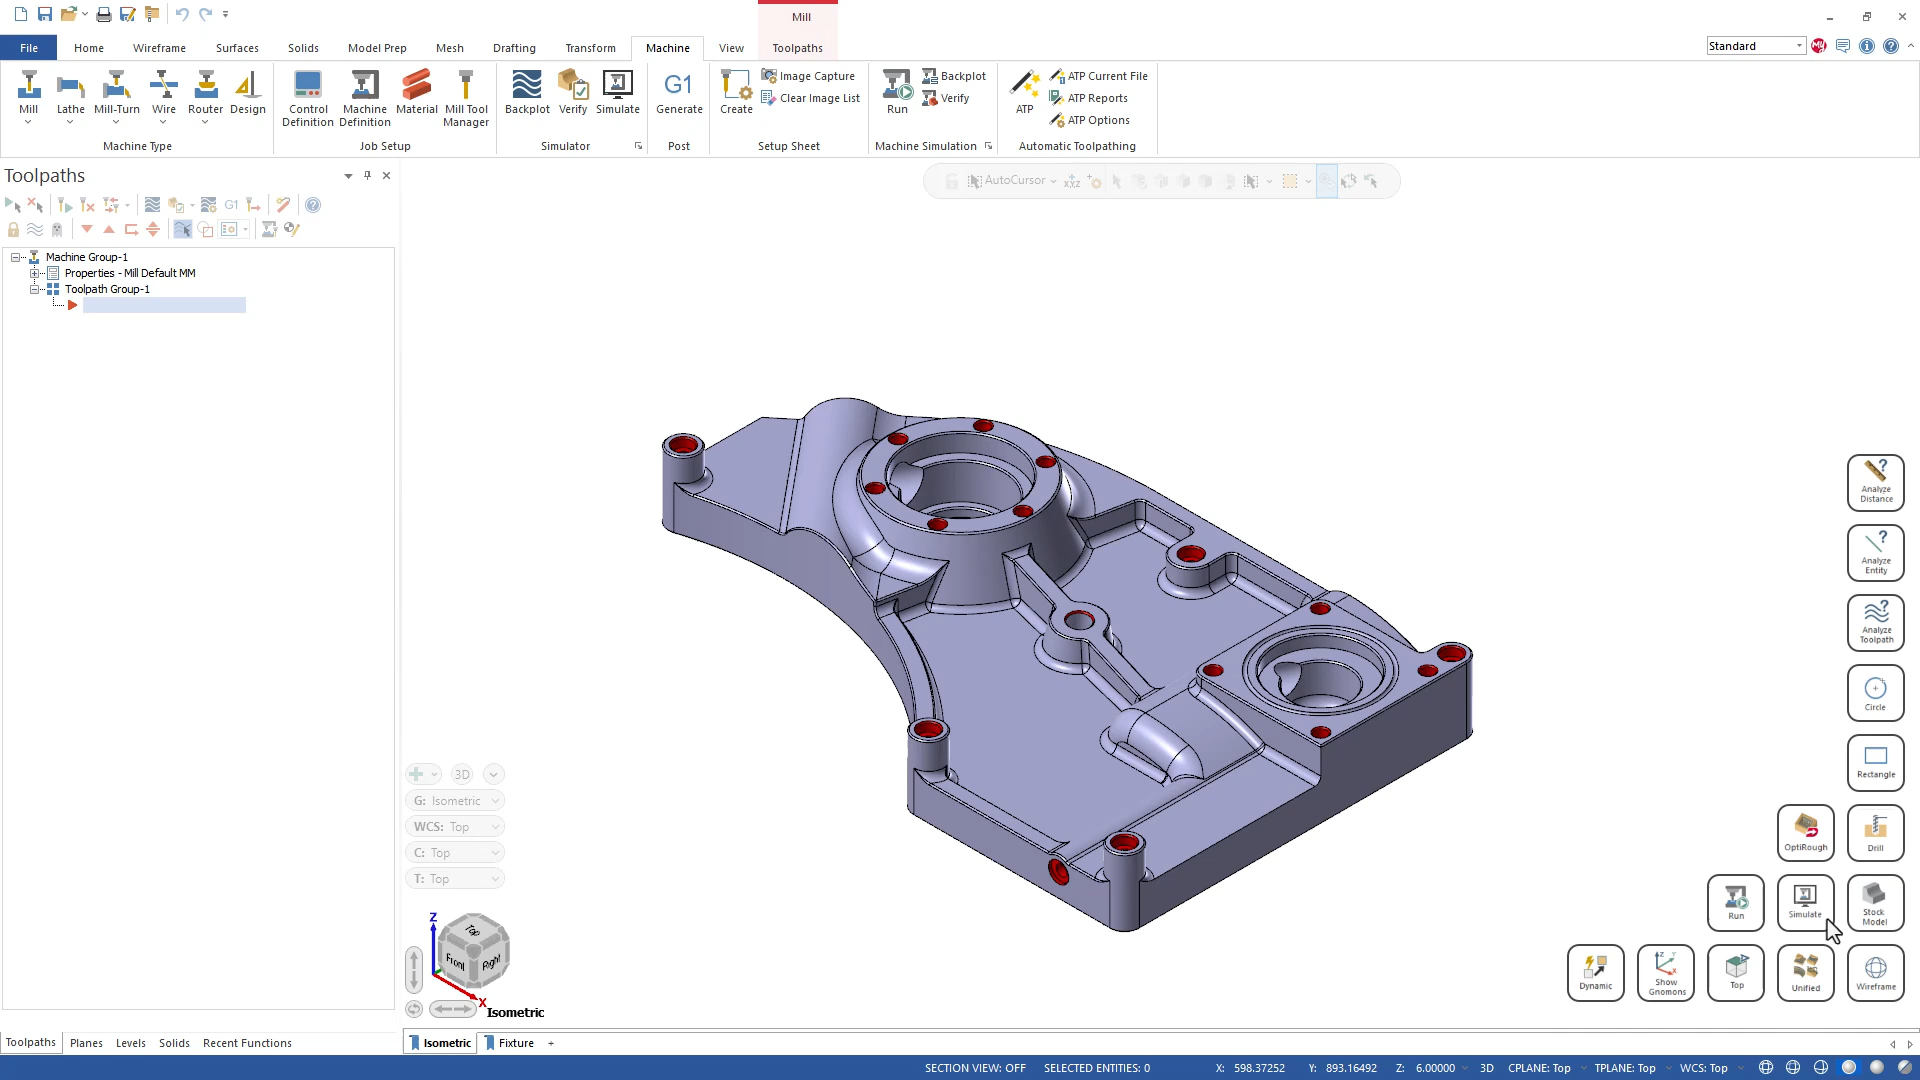 Mill
File Home Wireframe Surfaces Solids Model Prep Mesh Drafting Transform Machine View Toolpaths
Standard
Mill Lathe Mill-Turn Wire Router Design
Machine Type
Control Definition Machine Definition Material Mill Tool Manager
Job Setup
Backplot Verify Simulate
Simulator
G1 Generate
Post
Create Image Capture
Clear Image List
Setup Sheet
Run Backplot
Verify
Machine Simulation
ATP ATP Current File
ATP Reports
ATP Options
Automatic Toolpathing
Toolpaths
G1
Machine Group-1
Properties - Mill Default MM
Toolpath Group-1
AutoCursor
Analyze Distance
Analyze Entity
Analyze Toolpath
Circle
Rectangle
OptiRough Drill
Run Simulate Stock Model
Dynamic Show Gnomons Top Unified Wireframe
3D
G: Isometric
WCS: Top
C: Top
T: Top
Z
Top
Front Right
X
Isometric
Toolpaths Planes Levels Solids Recent Functions
Isometric Fixture +
SECTION VIEW: OFF SELECTED ENTITIES: 0 X: 598.37252 Y: 893.16492 Z: 6.00000 3D CPLANE: Top TPLANE: Top WCS: Top